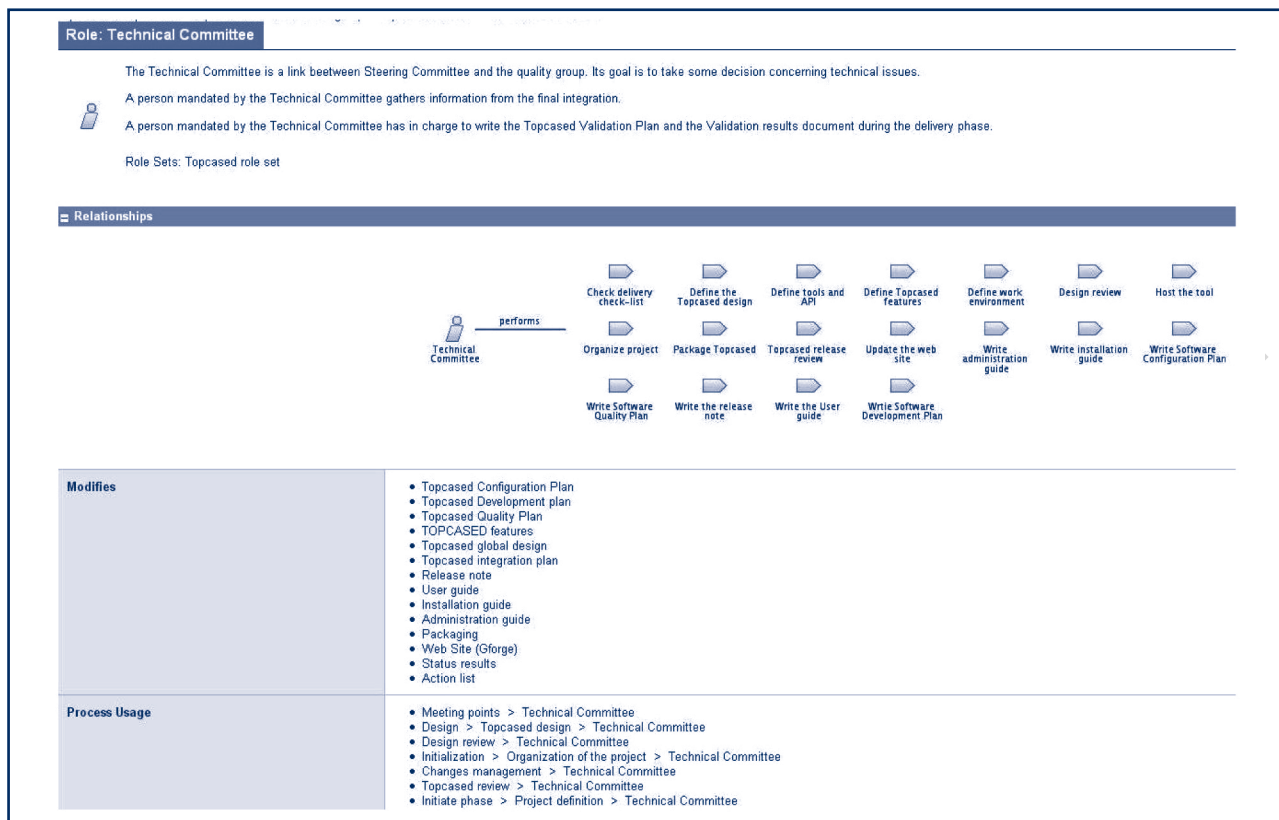 Role: Technical Committee
The Technical Committee is a link beetween Steering Committee and the quality group. Its goal is to take some decision concerning technical issues.
A person mandated by the Technical Committee gathers information from the final integration.
A person mandated by the Technical Committee has in charge to write the Topcased Validation Plan and the Validation results document during the delivery phase.
Role Sets: Topcased role set
Relationships
Check delivery check-list
Define the Topcased design
Define tools and API
Define Topcased features
Define work environment
Design review
Host the tool
performs
Technical Committee
Organize project
Package Topcased
Topcased release review
Update the web site
Write administration guide
Write installation guide
Write Software Configuration Plan
Write Software Quality Plan
Write the release note
Write the User guide
Wrtie Software Development Plan
Modifies
• Topcased Configuration Plan
• Topcased Development plan
• Topcased Quality Plan
• TOPCASED features
• Topcased global design
• Topcased integration plan
• Release note
• User guide
• Installation guide
• Administration guide
• Packaging
• Web Site (Gforge)
• Status results
• Action list
Process Usage
• Meeting points > Technical Committee
• Design > Topcased design > Technical Committee
• Design review > Technical Committee
• Initialization > Organization of the project > Technical Committee
• Changes management > Technical Committee
• Topcased review > Technical Committee
• Initiate phase > Project definition > Technical Committee